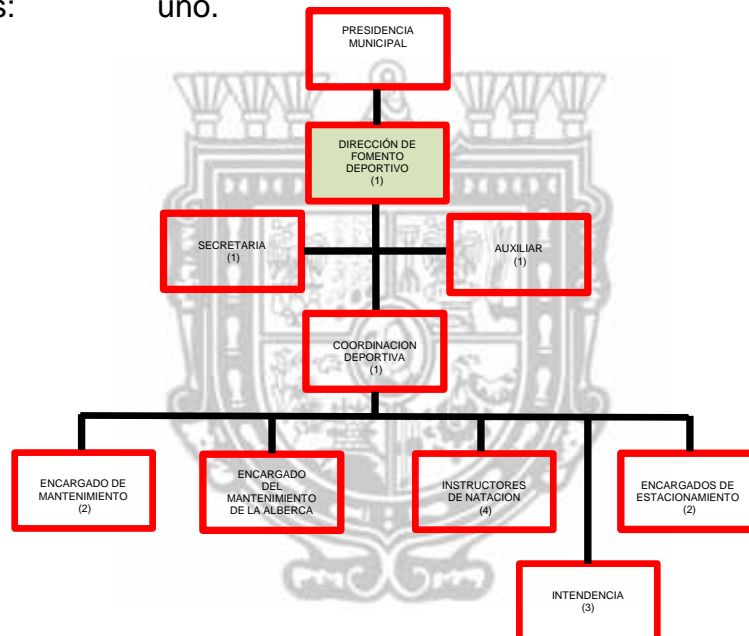 s: uno.
PRESIDENCIA
MUNICIPAL
DIRECCIÓN DE
FOMENTO
DEPORTIVO
(1)
SECRETARIA
(1)
AUXILIAR
(1)
COORDINACION
DEPORTIVA
(1)
ENCARGADO DE
MANTENIMIENTO
(2)
ENCARGADO
DEL
MANTENIMIENTO
DE LA ALBERCA
INSTRUCTORES
DE NATACION
(4)
ENCARGADOS DE
ESTACIONAMIENTO
(2)
INTENDENCIA
(3)